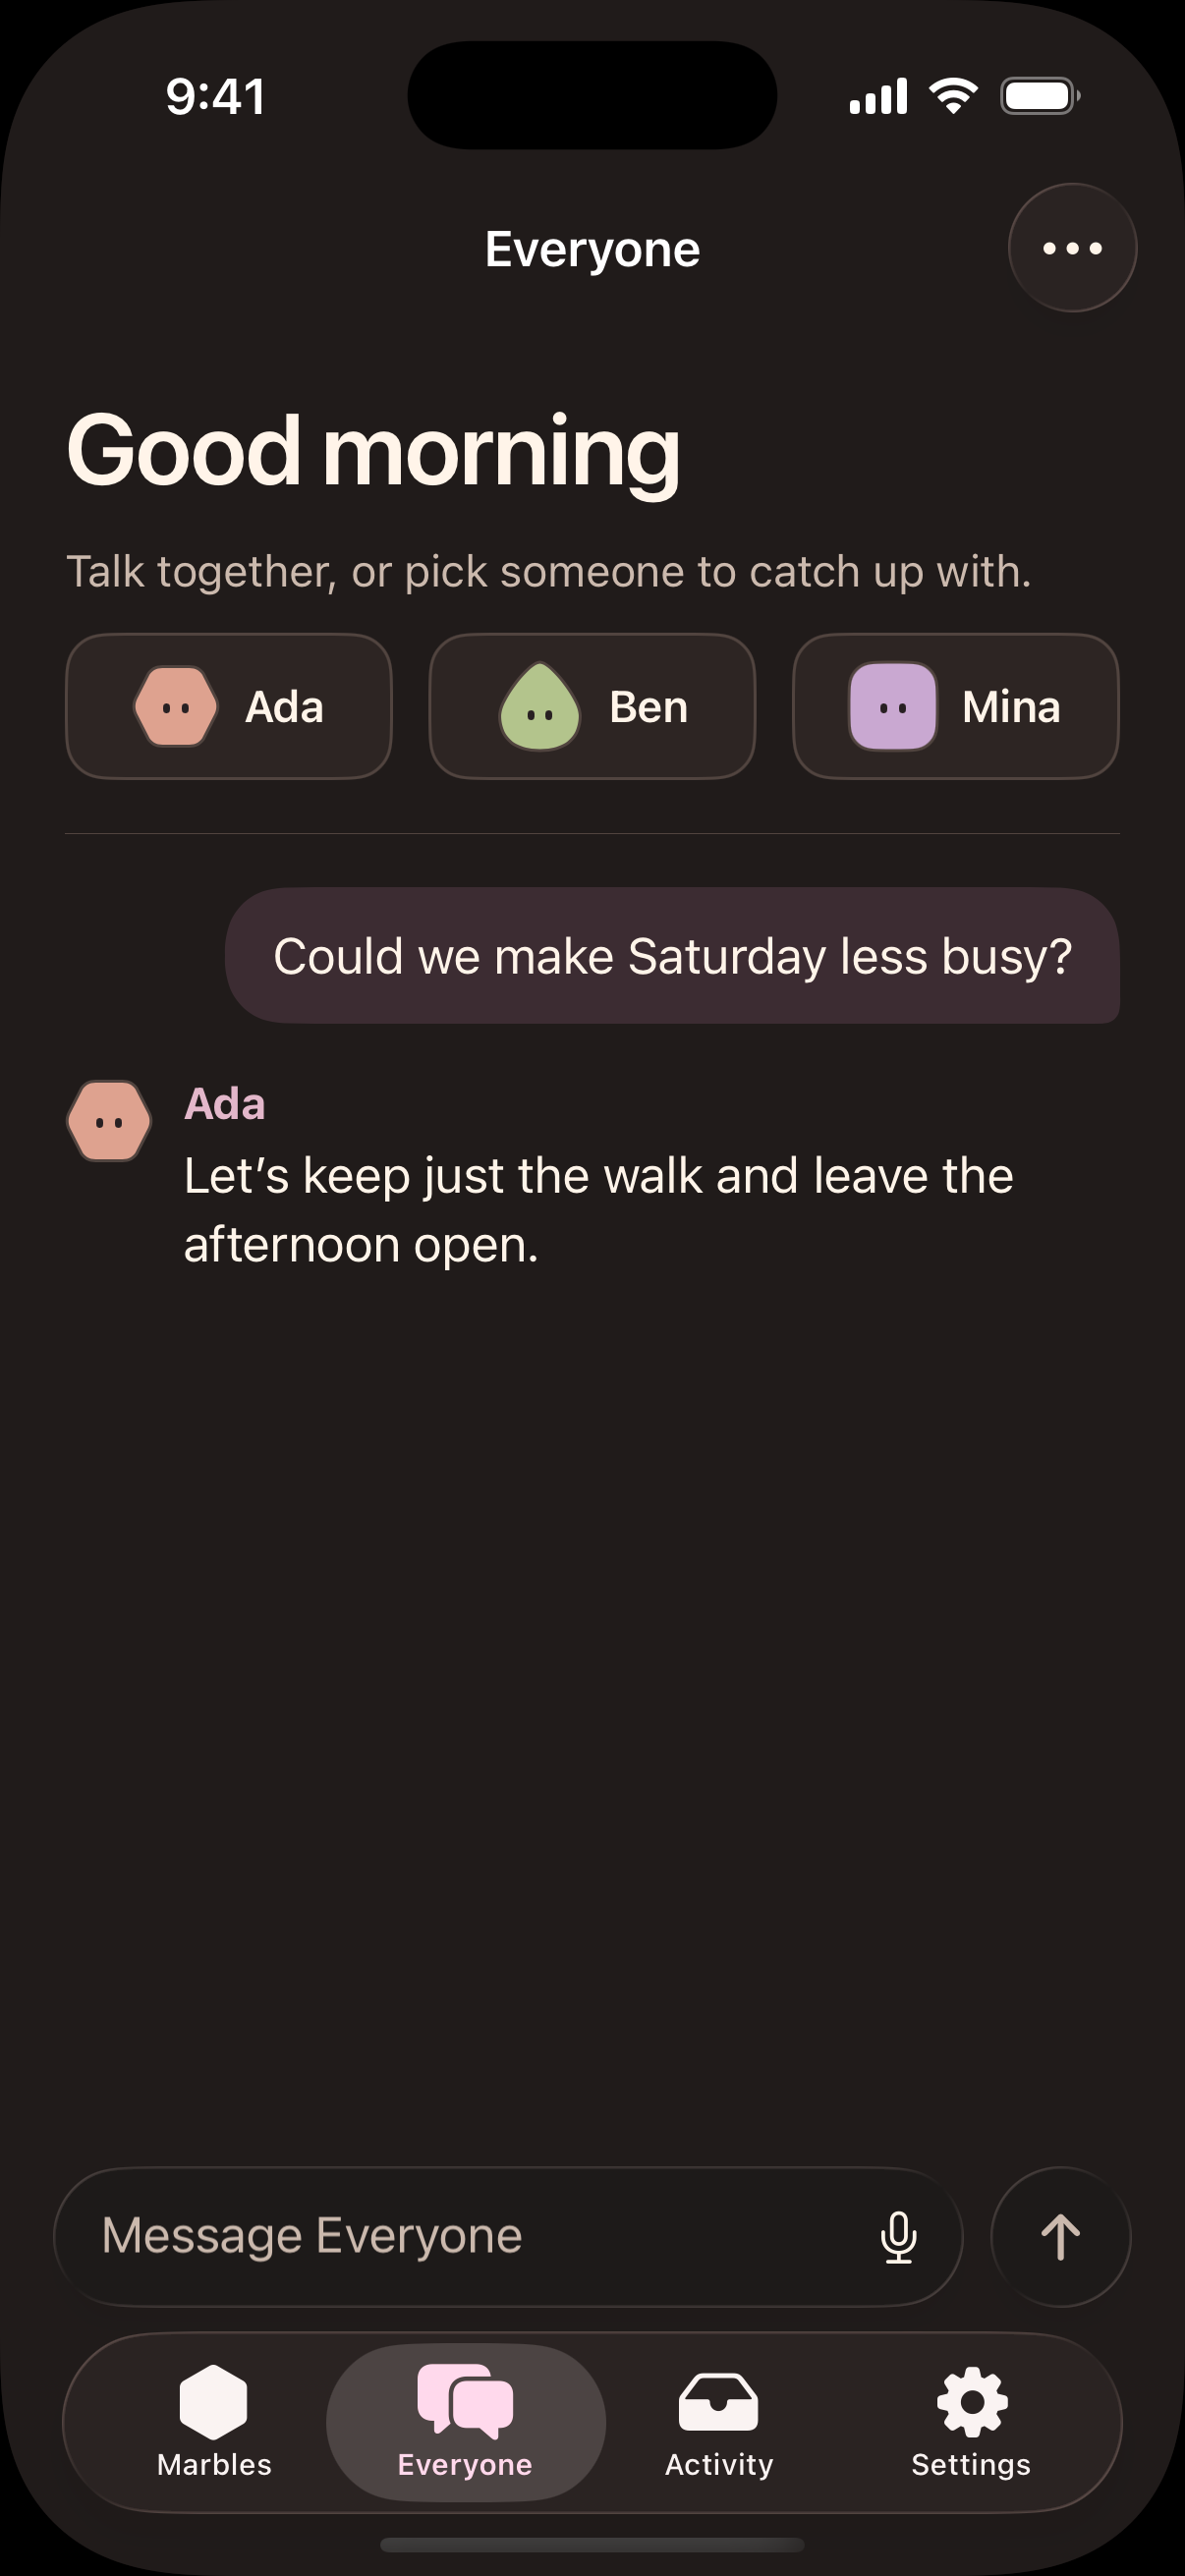 9:41
Everyone
Good morning
Talk together, or pick someone to catch up with.
Ada
Ben
Mina
Could we make Saturday less busy?
Ada
Let’s keep just the walk and leave the
afternoon open.
Message Everyone
Marbles
Everyone
Activity
Settings